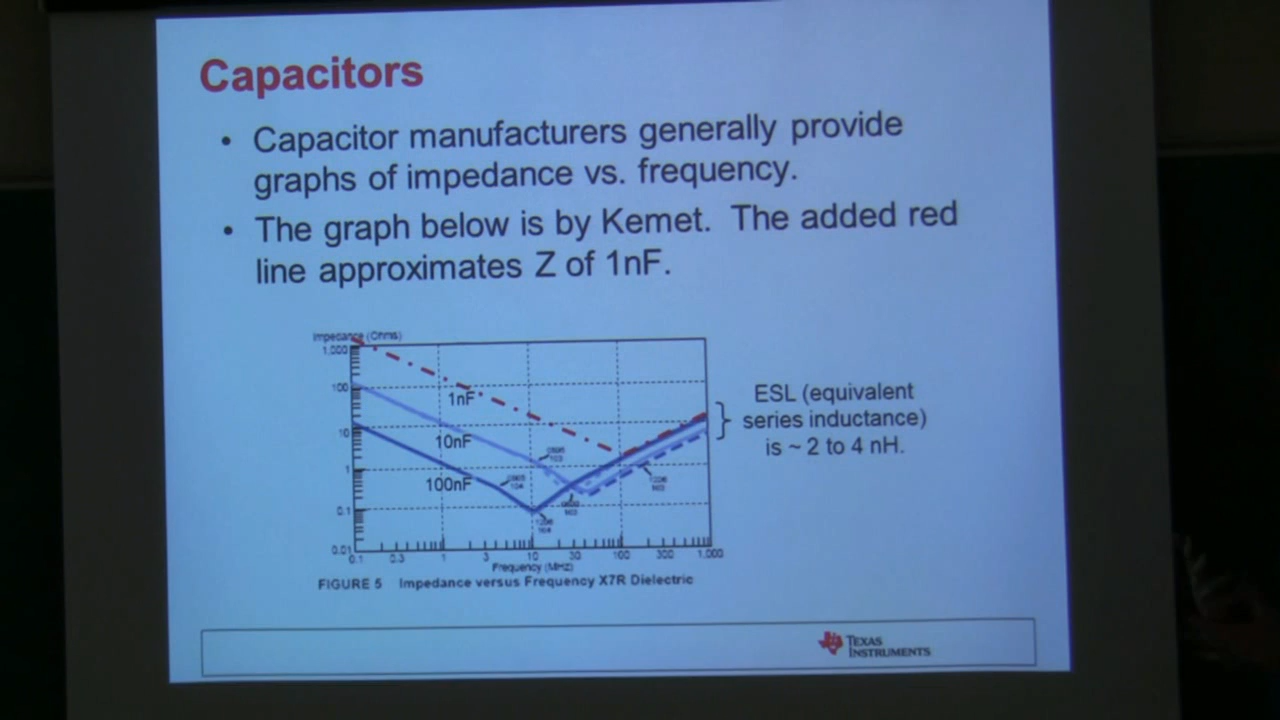 Capacitors
• Capacitor manufacturers generally provide
graphs of impedance vs. frequency.
• The graph below is by Kemet. The added red
line approximates Z of 1nF.
Impedance (Ohms)
1,000
100
10
1
0.1
0.01
1nF
10nF
100nF
ESL (equivalent
series inductance)
is ~ 2 to 4 nH.
0.1 0.3 1 3 10 30 100 300 1,000
Frequency (MHz)
FIGURE 5 Impedance versus Frequency X7R Dielectric
TEXAS
INSTRUMENTS